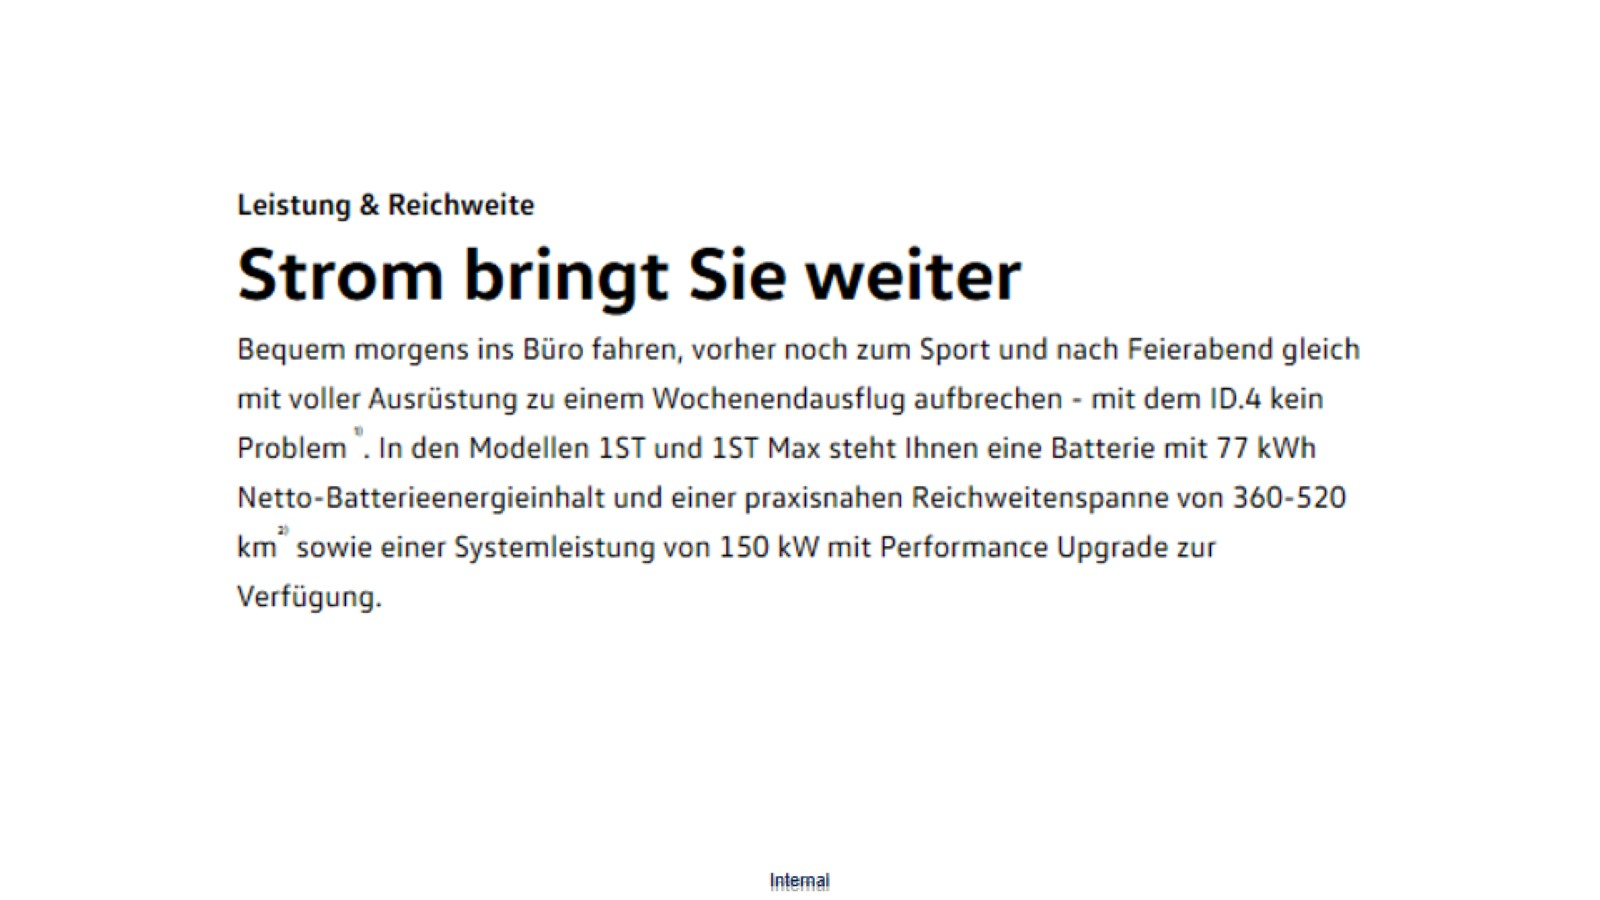 Leistung & Reichweite
Strom bringt Sie weiter
Bequem morgens ins Büro fahren, vorher noch zum Sport und nach Feierabend gleich
mit voller Ausrüstung zu einem Wochenendausflug aufbrechen - mit dem ID.4 kein
Problem ¹⁾. In den Modellen 1ST und 1ST Max steht Ihnen eine Batterie mit 77 kWh
Netto-Batterieenergieinhalt und einer praxisnahen Reichweitenspanne von 360-520
km²⁾ sowie einer Systemleistung von 150 kW mit Performance Upgrade zur
Verfügung.
Internal